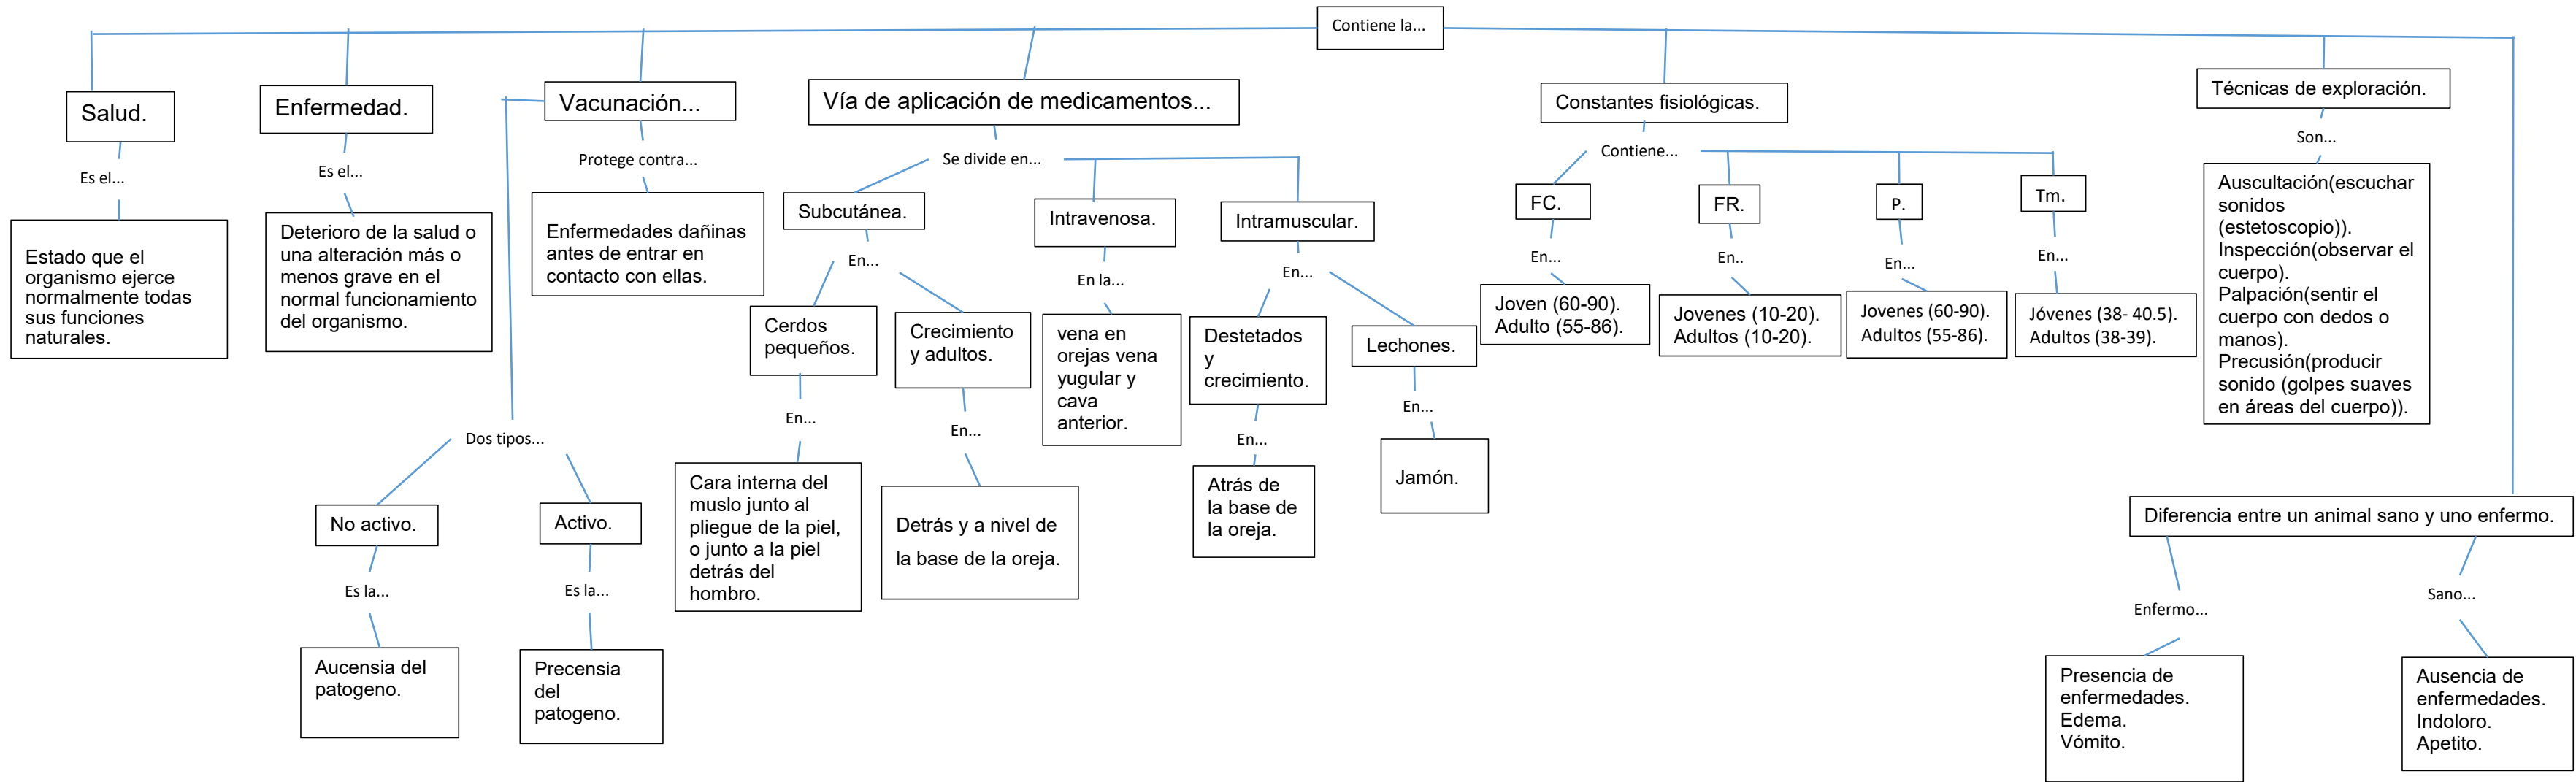 Contiene la...
Salud.
Es el...
Estado que el
organismo ejerce
normalmente todas
sus funciones
naturales.
Enfermedad.
Es el...
Deterioro de la salud o
una alteración más o
menos grave en el
normal funcionamiento
del organismo.
Vacunación...
Protege contra...
Enfermedades dañinas
antes de entrar en
contacto con ellas.
Dos tipos...
No activo.
Es la...
Aucensia del
patogeno.
Activo.
Es la...
Precensia
del
patogeno.
Vía de aplicación de medicamentos...
Se divide en...
Subcutánea.
En...
Cerdos
pequeños.
En...
Cara interna del
muslo junto al
pliegue de la piel,
o junto a la piel
detrás del
hombro.
Crecimiento
y adultos.
En...
Detrás y a nivel de
la base de la oreja.
Intravenosa.
En la...
vena en
orejas vena
yugular y
cava
anterior.
Intramuscular.
En...
Destetados
y
crecimiento.
En...
Atrás de
la base de
la oreja.
Lechones.
En...
Jamón.
Constantes fisiológicas.
Contiene...
FC.
En...
Joven (60-90).
Adulto (55-86).
FR.
En..
Jovenes (10-20).
Adultos (10-20).
P.
En...
Jovenes (60-90).
Adultos (55-86).
Tm.
En...
Jóvenes (38- 40.5).
Adultos (38-39).
Técnicas de exploración.
Son...
Auscultación(escuchar
sonidos
(estetoscopio)).
Inspección(observar el
cuerpo).
Palpación(sentir el
cuerpo con dedos o
manos).
Precusión(producir
sonido (golpes suaves
en áreas del cuerpo)).
Diferencia entre un animal sano y uno enfermo.
Enfermo...
Presencia de
enfermedades.
Edema.
Vómito.
Sano...
Ausencia de
enfermedades.
Indoloro.
Apetito.